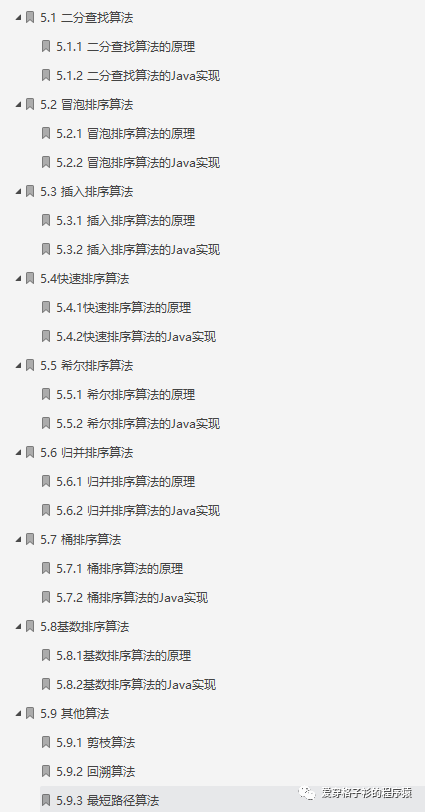 5.1 二分查找算法
5.1.1 二分查找算法的原理
5.1.2 二分查找算法的Java实现
5.2 冒泡排序算法
5.2.1 冒泡排序算法的原理
5.2.2 冒泡排序算法的Java实现
5.3 插入排序算法
5.3.1 插入排序算法的原理
5.3.2 插入排序算法的Java实现
5.4快速排序算法
5.4.1快速排序算法的原理
5.4.2快速排序算法的Java实现
5.5 希尔排序算法
5.5.1 希尔排序算法的原理
5.5.2 希尔排序算法的Java实现
5.6 归并排序算法
5.6.1 归并排序算法的原理
5.6.2 归并排序算法的Java实现
5.7 桶排序算法
5.7.1 桶排序算法的原理
5.7.2 桶排序算法的Java实现
5.8基数排序算法
5.8.1基数排序算法的原理
5.8.2基数排序算法的Java实现
5.9 其他算法
5.9.1 剪枝算法
5.9.2 回溯算法
5.9.3 最短路径算法
爱穿格子衫的程序猿